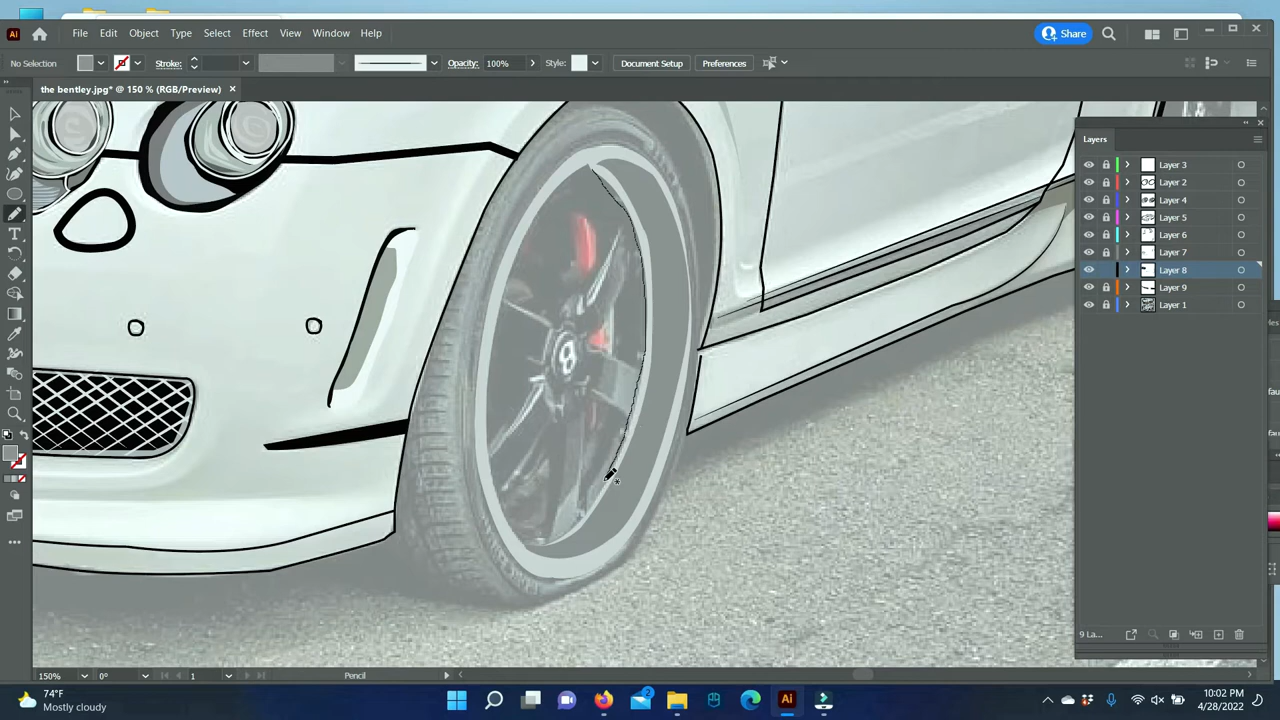 Ai
File Edit Object Type Select Effect View Window Help
Share
No Selection
Stroke:
Opacity: 100%
Style:
Document Setup
Preferences
the bentley.jpg* @ 150 % (RGB/Preview)
Layers
Layer 3
Layer 2
Layer 4
Layer 5
Layer 6
Layer 7
Layer 8
Layer 9
Layer 1
B
9 La...
150%
0°
1
Pencil
74°F
Mostly cloudy
2
Ai
10:02 PM
4/28/2022